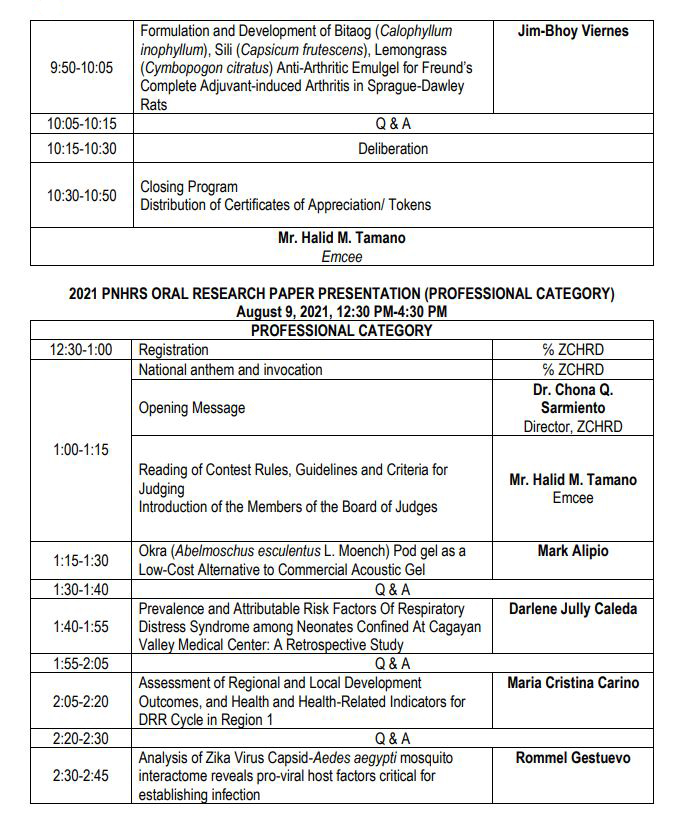 9:50-10:05
Formulation and Development of Bitaog (Calophyllum
inophyllum), Sili (Capsicum frutescens), Lemongrass
(Cymbopogon citratus) Anti-Arthritic Emulgel for Freund’s
Complete Adjuvant-induced Arthritis in Sprague-Dawley
Rats
Jim-Bhoy Viernes
10:05-10:15
Q & A
10:15-10:30
Deliberation
10:30-10:50
Closing Program
Distribution of Certificates of Appreciation/ Tokens
Mr. Halid M. Tamano
Emcee
2021 PNHRS ORAL RESEARCH PAPER PRESENTATION (PROFESSIONAL CATEGORY)
August 9, 2021, 12:30 PM-4:30 PM
PROFESSIONAL CATEGORY
12:30-1:00
Registration
℅ ZCHRD
1:00-1:15
National anthem and invocation
℅ ZCHRD
Opening Message
Dr. Chona Q.
Sarmiento
Director, ZCHRD
Reading of Contest Rules, Guidelines and Criteria for
Judging
Introduction of the Members of the Board of Judges
Mr. Halid M. Tamano
Emcee
1:15-1:30
Okra (Abelmoschus esculentus L. Moench) Pod gel as a
Low-Cost Alternative to Commercial Acoustic Gel
Mark Alipio
1:30-1:40
Q & A
1:40-1:55
Prevalence and Attributable Risk Factors Of Respiratory
Distress Syndrome among Neonates Confined At Cagayan
Valley Medical Center: A Retrospective Study
Darlene Jully Caleda
1:55-2:05
Q & A
2:05-2:20
Assessment of Regional and Local Development
Outcomes, and Health and Health-Related Indicators for
DRR Cycle in Region 1
Maria Cristina Carino
2:20-2:30
Q & A
2:30-2:45
Analysis of Zika Virus Capsid-Aedes aegypti mosquito
interactome reveals pro-viral host factors critical for
establishing infection
Rommel Gestuevo